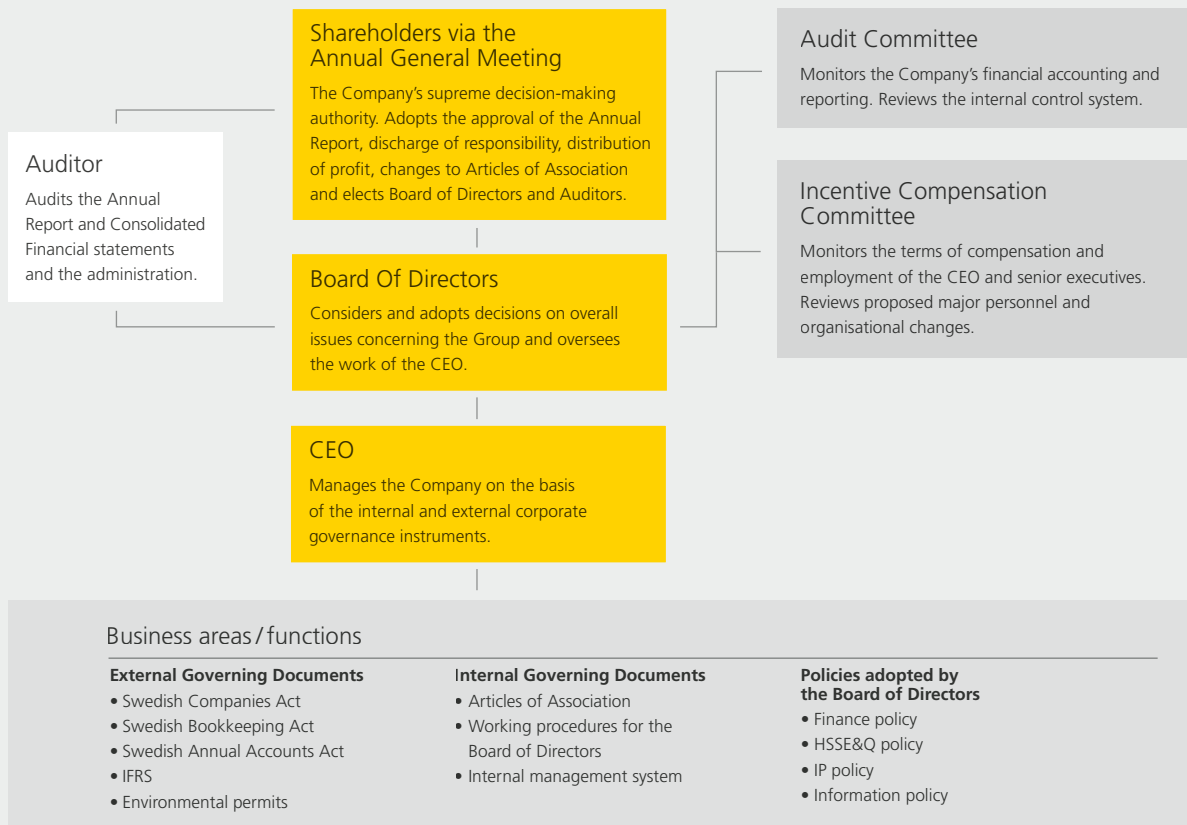 Shareholders via the
Annual General Meeting
The Company's supreme decision-making
authority. Adopts the approval of the Annual
Report, discharge of responsibility, distribution
of profit, changes to Articles of Association
and elects Board of Directors and Auditors.
Auditor
Audits the Annual
Report and Consolidated
Financial statements
and the administration.
Board Of Directors
Considers and adopts decisions on overall
issues concerning the Group and oversees
the work of the CEO.
CEO
Manages the Company on the basis
of the internal and external corporate
governance instruments.
Audit Committee
Monitors the Company's financial accounting and
reporting. Reviews the internal control system.
Incentive Compensation
Committee
Monitors the terms of compensation and
employment of the CEO and senior executives.
Reviews proposed major personnel and
organisational changes.
Business areas / functions
External Governing Documents
• Swedish Companies Act
• Swedish Bookkeeping Act
• Swedish Annual Accounts Act
• IFRS
• Environmental permits
Internal Governing Documents
• Articles of Association
• Working procedures for the
Board of Directors
• Internal management system
Policies adopted by
the Board of Directors
• Finance policy
• HSSE&Q policy
• IP policy
• Information policy